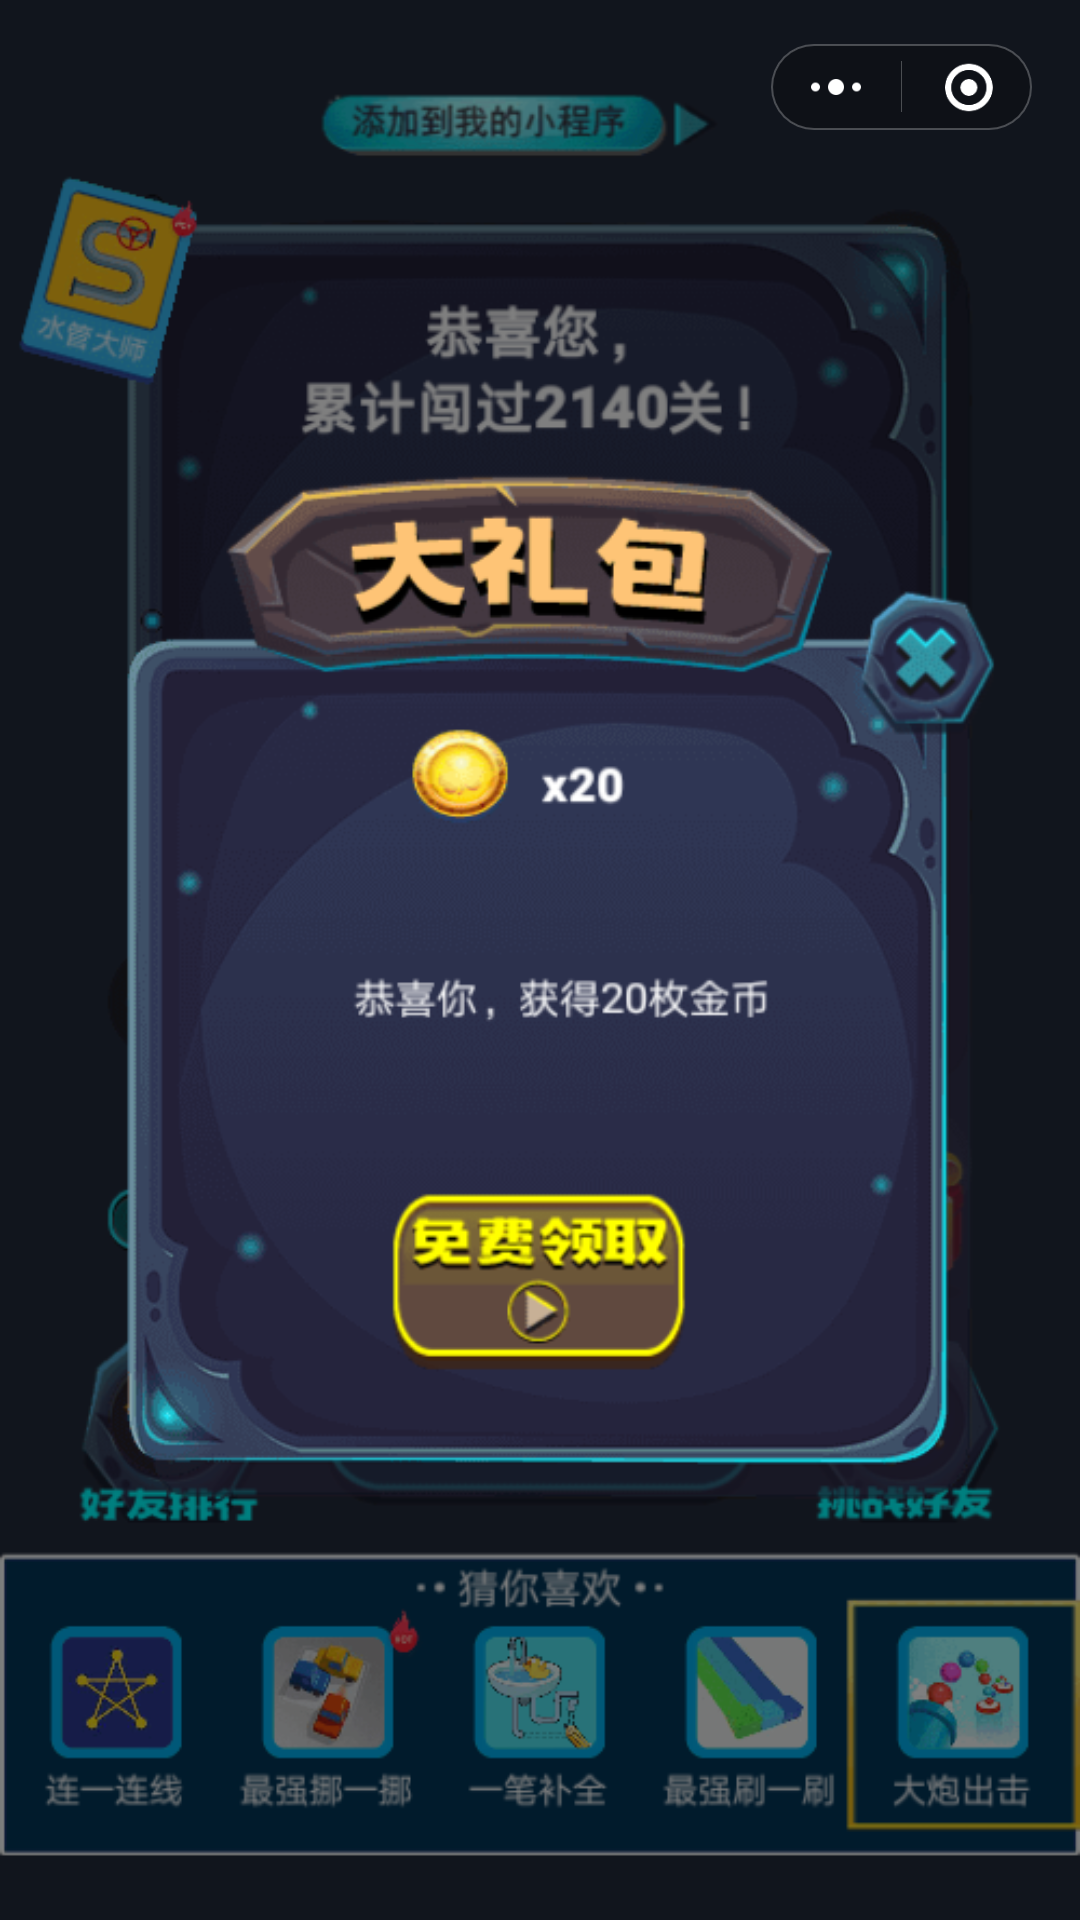 添加到我的小程序
水管大师
恭喜您，
累计闯过2140关！
大礼包
x20
恭喜你，获得20枚金币
免费领取
好友排行
挑战好友
猜你喜欢
HOT
连一连线
最强挪一挪
一笔补全
最强刷一刷
大炮出击